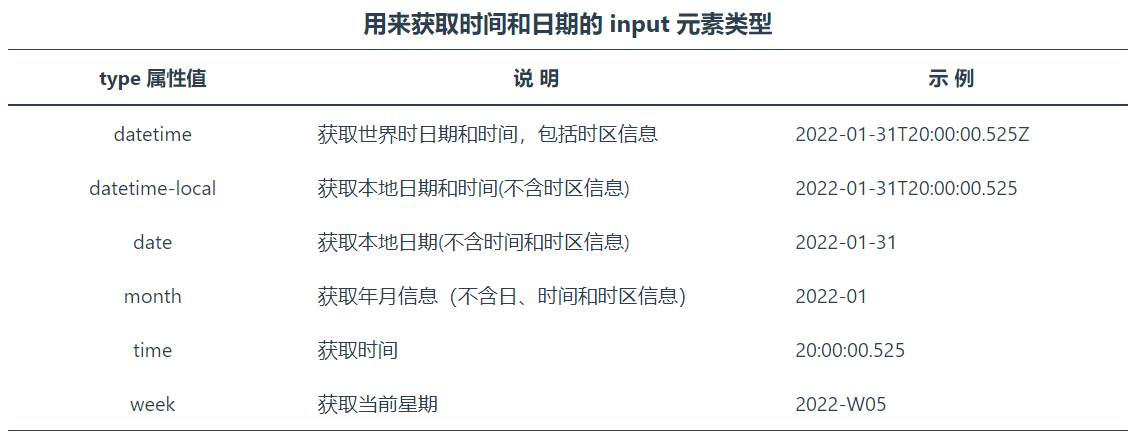 用来获取时间和日期的 input 元素类型
type 属性值 说 明 示 例
datetime 获取世界时日期和时间，包括时区信息 2022-01-31T20:00:00.525Z
datetime-local 获取本地日期和时间(不含时区信息) 2022-01-31T20:00:00.525
date 获取本地日期(不含时间和时区信息) 2022-01-31
month 获取年月信息（不含日、时间和时区信息） 2022-01
time 获取时间 20:00:00.525
week 获取当前星期 2022-W05